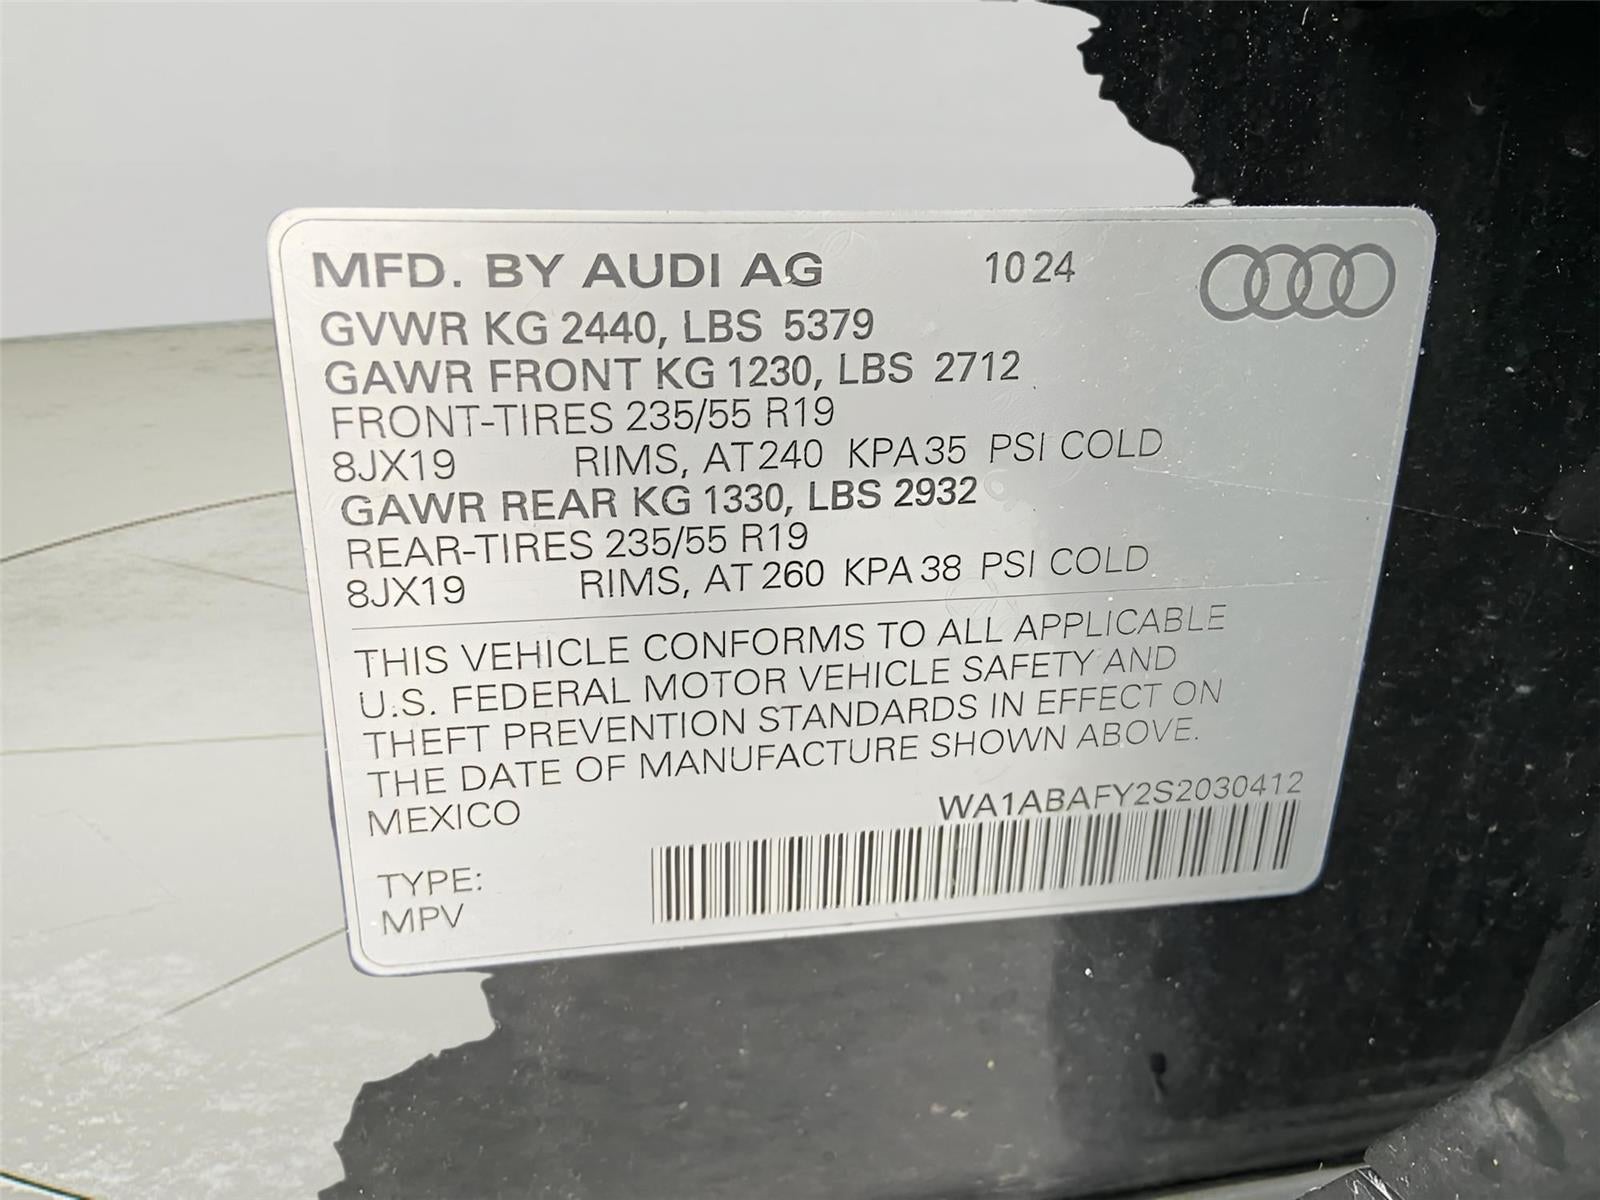 MFD. BY AUDI AG 10 24
GVWR KG 2440, LBS 5379
GAWR FRONT KG 1230, LBS 2712
FRONT-TIRES 235/55 R19
8JX19 RIMS, AT 240 KPA 35 PSI COLD
GAWR REAR KG 1330, LBS 2932
REAR-TIRES 235/55 R19
8JX19 RIMS, AT 260 KPA 38 PSI COLD
THIS VEHICLE CONFORMS TO ALL APPLICABLE
U.S. FEDERAL MOTOR VEHICLE SAFETY AND
THEFT PREVENTION STANDARDS IN EFFECT ON
THE DATE OF MANUFACTURE SHOWN ABOVE.
MEXICO WA1ABAFY2S2030412
TYPE:
MPV